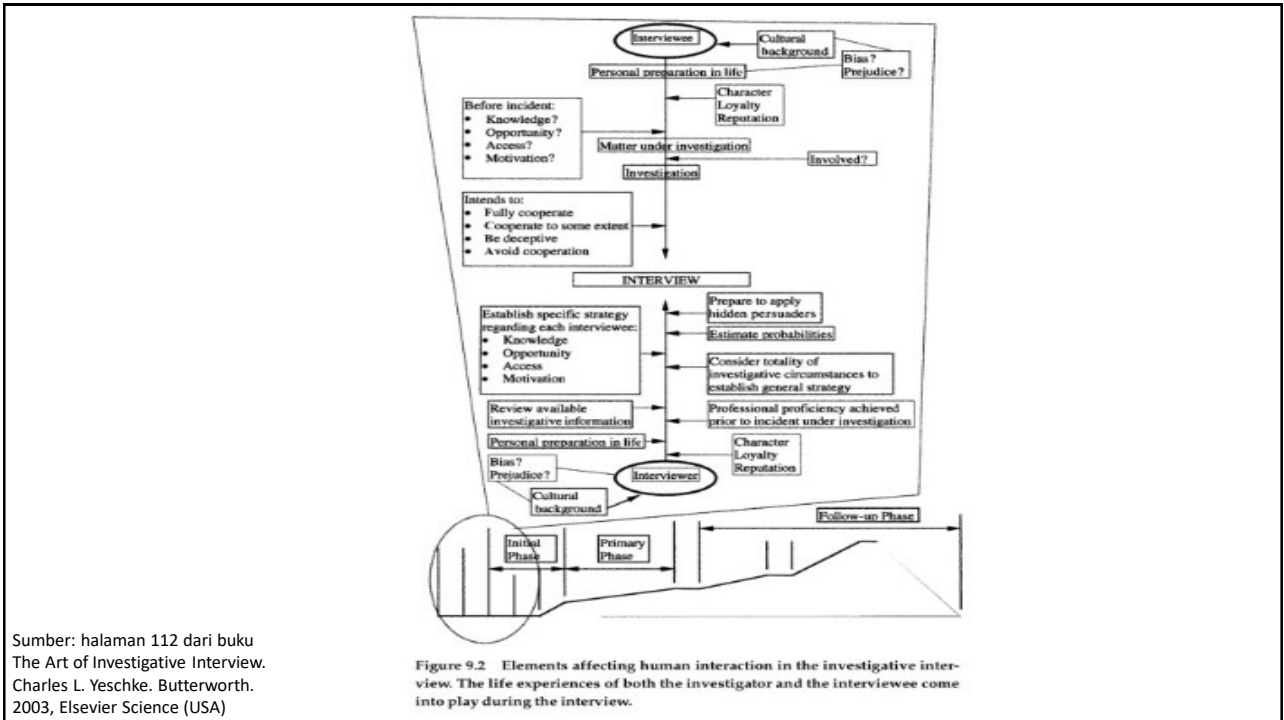 Interviewee
Cultural
background
Bias?
Prejudice?
Personal preparation in life
Character
Loyalty
Reputation
Before incident:
• Knowledge?
• Opportunity?
• Access?
• Motivation?
Matter under investigation
Involved?
Investigation
Intends to:
• Fully cooperate
• Cooperate to some extent
• Be deceptive
• Avoid cooperation
INTERVIEW
Prepare to apply
hidden persuaders
Establish specific strategy
regarding each interviewee:
• Knowledge
• Opportunity
• Access
• Motivation
Estimate probabilities
Consider totality of
investigative circumstances to
establish general strategy
Review available
investigative information
Professional proficiency achieved
prior to incident under investigation
Personal preparation in life
Character
Loyalty
Reputation
Bias?
Prejudice?
Interviewer
Cultural
background
Follow-up Phase
Initial
Phase
Primary
Phase
Sumber: halaman 112 dari buku
The Art of Investigative Interview.
Charles L. Yeschke. Butterworth.
2003, Elsevier Science (USA)
Figure 9.2 Elements affecting human interaction in the investigative inter-
view. The life experiences of both the investigator and the interviewee come
into play during the interview.